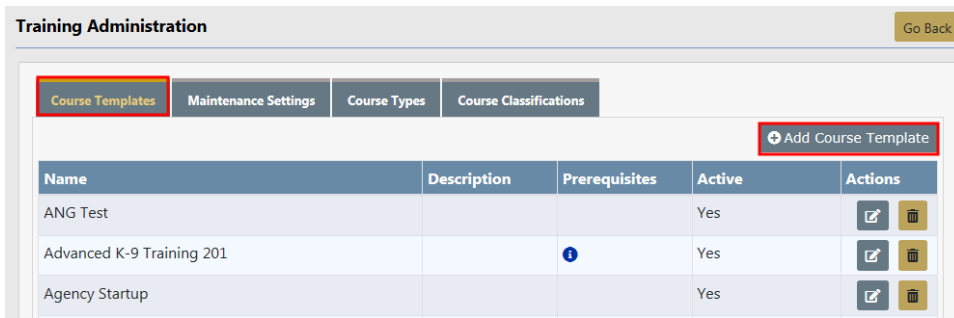 Training Administration
Go Back
Course Templates Maintenance Settings Course Types Course Classifications
Add Course Template
Name Description Prerequisites Active Actions
ANG Test Yes
Advanced K-9 Training 201 Yes
Agency Startup Yes